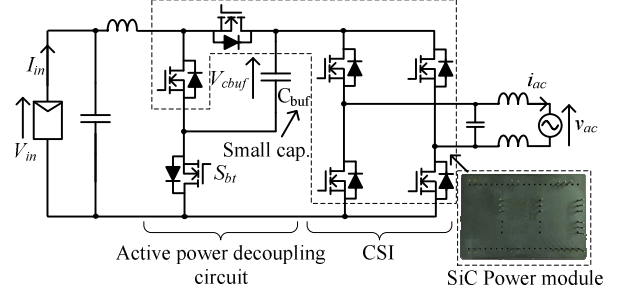 I_in
V_in
V_cbuf
C_buf
Small cap.
S_bt
i_ac
v_ac
Active power decoupling
circuit
CSI
SiC Power module